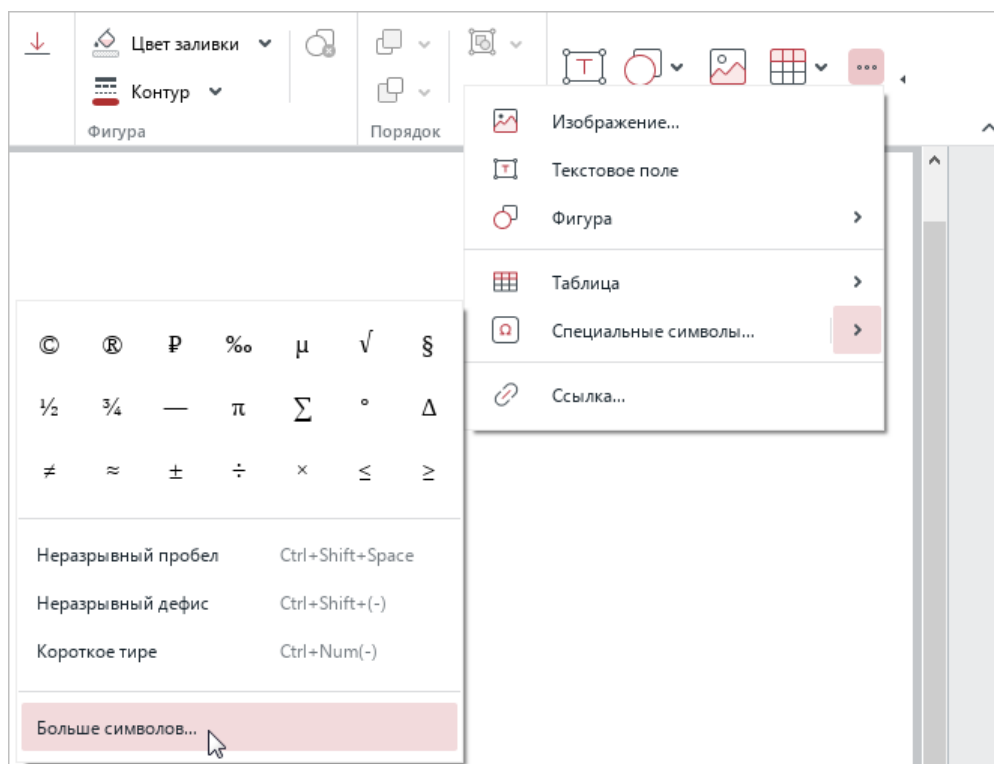 Цвет заливки
Контур
Фигура
Порядок
Изображение...
Текстовое поле
Фигура
Таблица
Специальные символы...
Ссылка...
© ® ₽ ‰ µ √ §
½ ¾ — π ∑ ° Δ
≠ ≈ ± ÷ × ≤ ≥
Неразрывный пробел Ctrl+Shift+Space
Неразрывный дефис Ctrl+Shift+(-)
Короткое тире Ctrl+Num(-)
Больше символов...